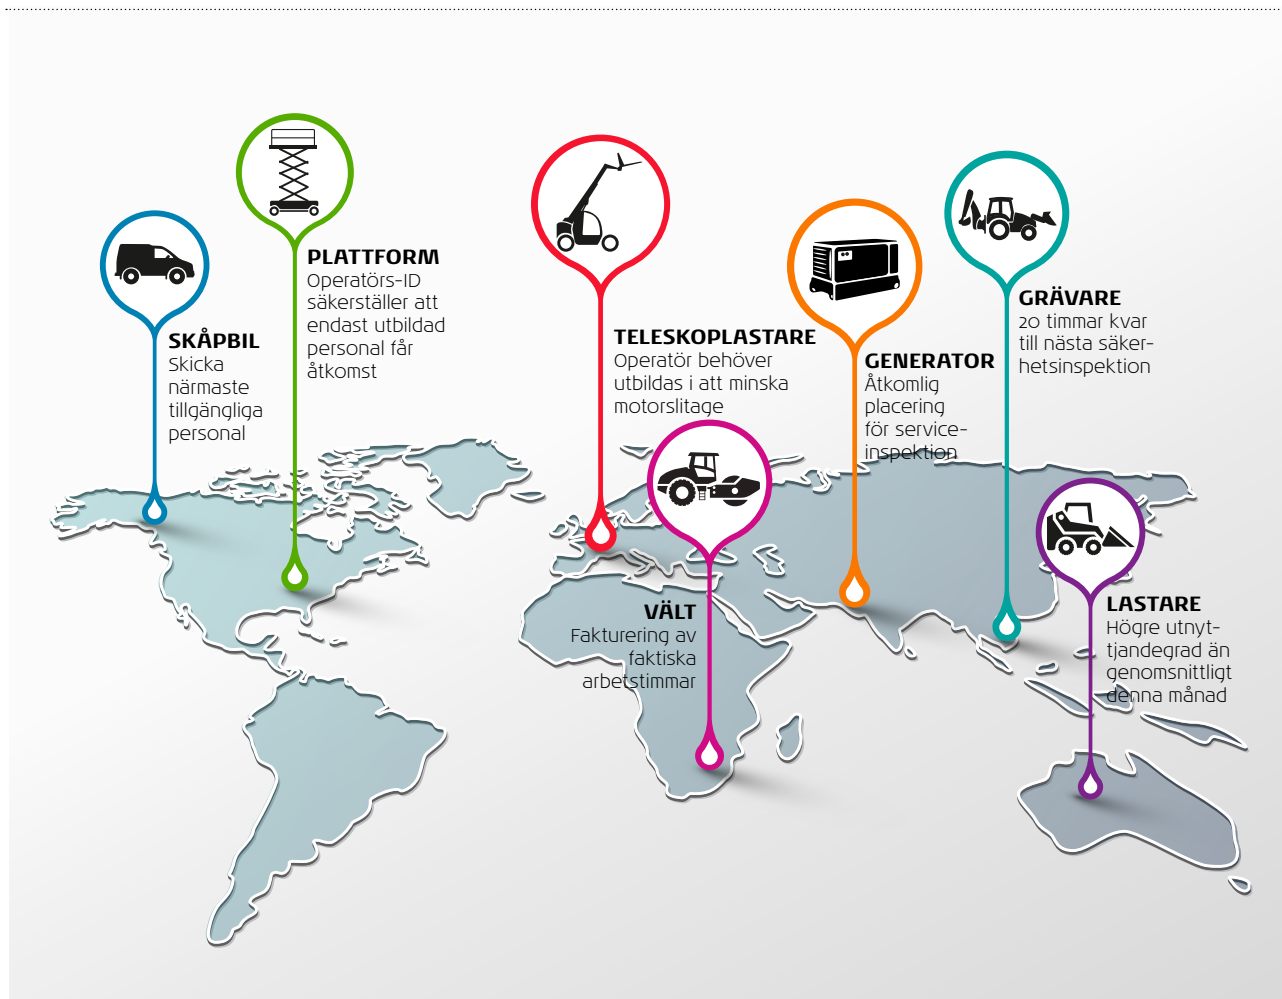 SKÅPBIL
Skicka
närmaste
tillgängliga
personal
PLATTFORM
Operatörs-ID
säkerställer att
endast utbildad
personal får
åtkomst
TELESKOPLASTARE
Operatör behöver
utbildas i att minska
motorslitage
VÄLT
Fakturering av
faktiska
arbetstimmar
GENERATOR
Åtkomlig
placering
för service-
inspektion
GRÄVARE
20 timmar kvar
till nästa säker-
hetsinspektion
LASTARE
Högre utnyt-
tjandegrad än
genomsnittligt
denna månad